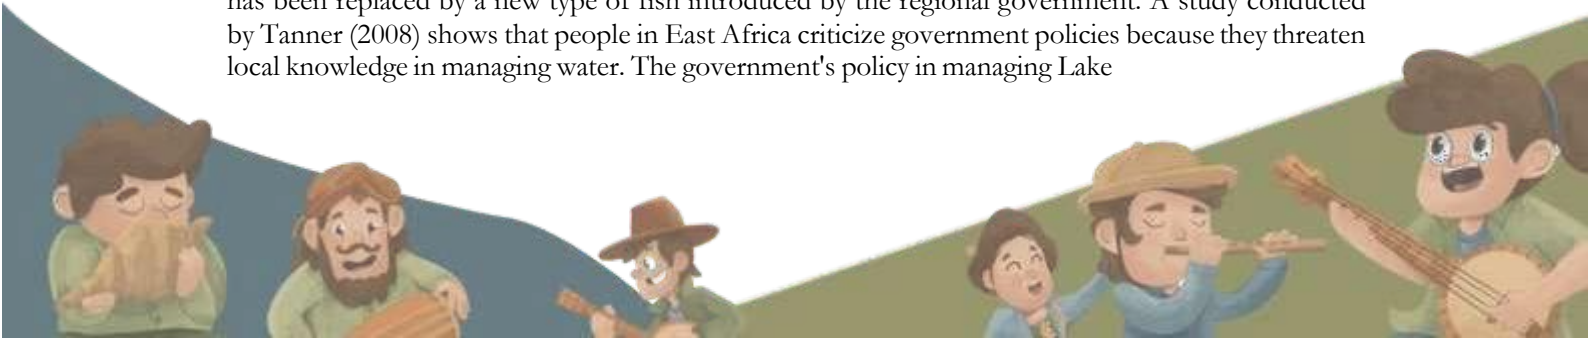 has been replaced by a new type of fish introduced by the regional government. A study conducted
by Tanner (2008) shows that people in East Africa criticize government policies because they threaten
local knowledge in managing water. The government's policy in managing Lake